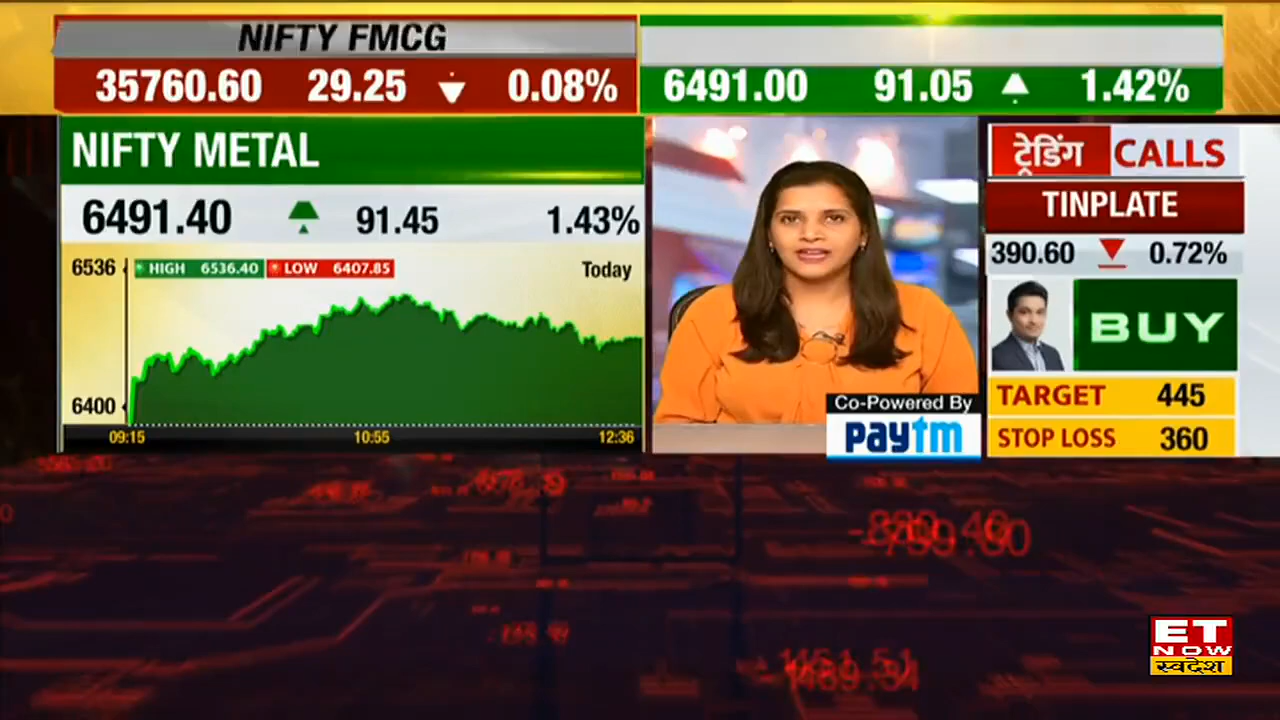 NIFTY FMCG
35760.60 29.25 0.08%
6491.00 91.05 1.42%
NIFTY METAL
6491.40 91.45 1.43%
6536
HIGH 6536.40 LOW 6407.85
Today
6400
09:15 10:55 12:36
Co-Powered By
paytm
ट्रेडिंग CALLS
TINPLATE
390.60 0.72%
BUY
TARGET 445
STOP LOSS 360
ET
NOW
स्वदेश